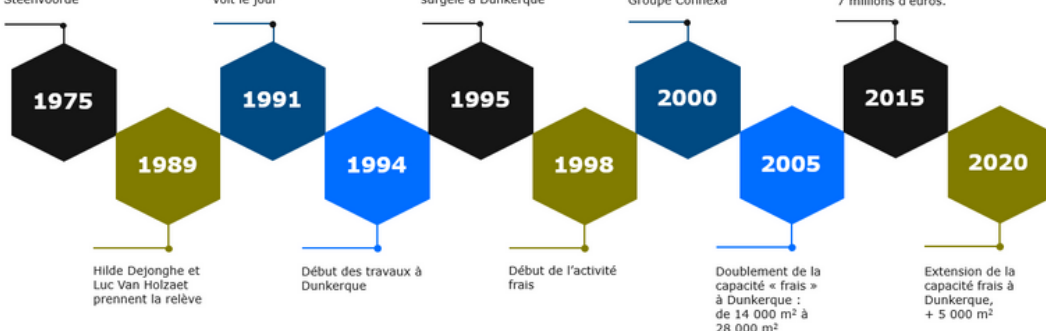 Steenvoorde
voit le jour
surgelé à Dunkerque
Groupe Connexa
7 millions d'euros.
1975
1991
1995
2000
2015
1989
1994
1998
2005
2020
Hilde Dejonghe et
Luc Van Holzaet
prennent la relève
Début des travaux à
Dunkerque
Début de l'activité
frais
Doublement de la
capacité « frais »
à Dunkerque :
de 14 000 m² à
28 000 m²
Extension de la
capacité frais à
Dunkerque,
+ 5 000 m²